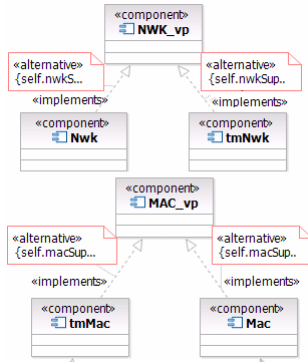 «component»
NWK_vp
«alternative»
{self.nwkS...
«alternative»
{self.nwkSup..
«implements»
«implements»
«component»
Nwk
«component»
tmNwk
«component»
MAC_vp
«alternative»
{self.macSup..
«alternative»
{self.macSup..
«implements»
«implements»
«component»
tmMac
«component»
Mac